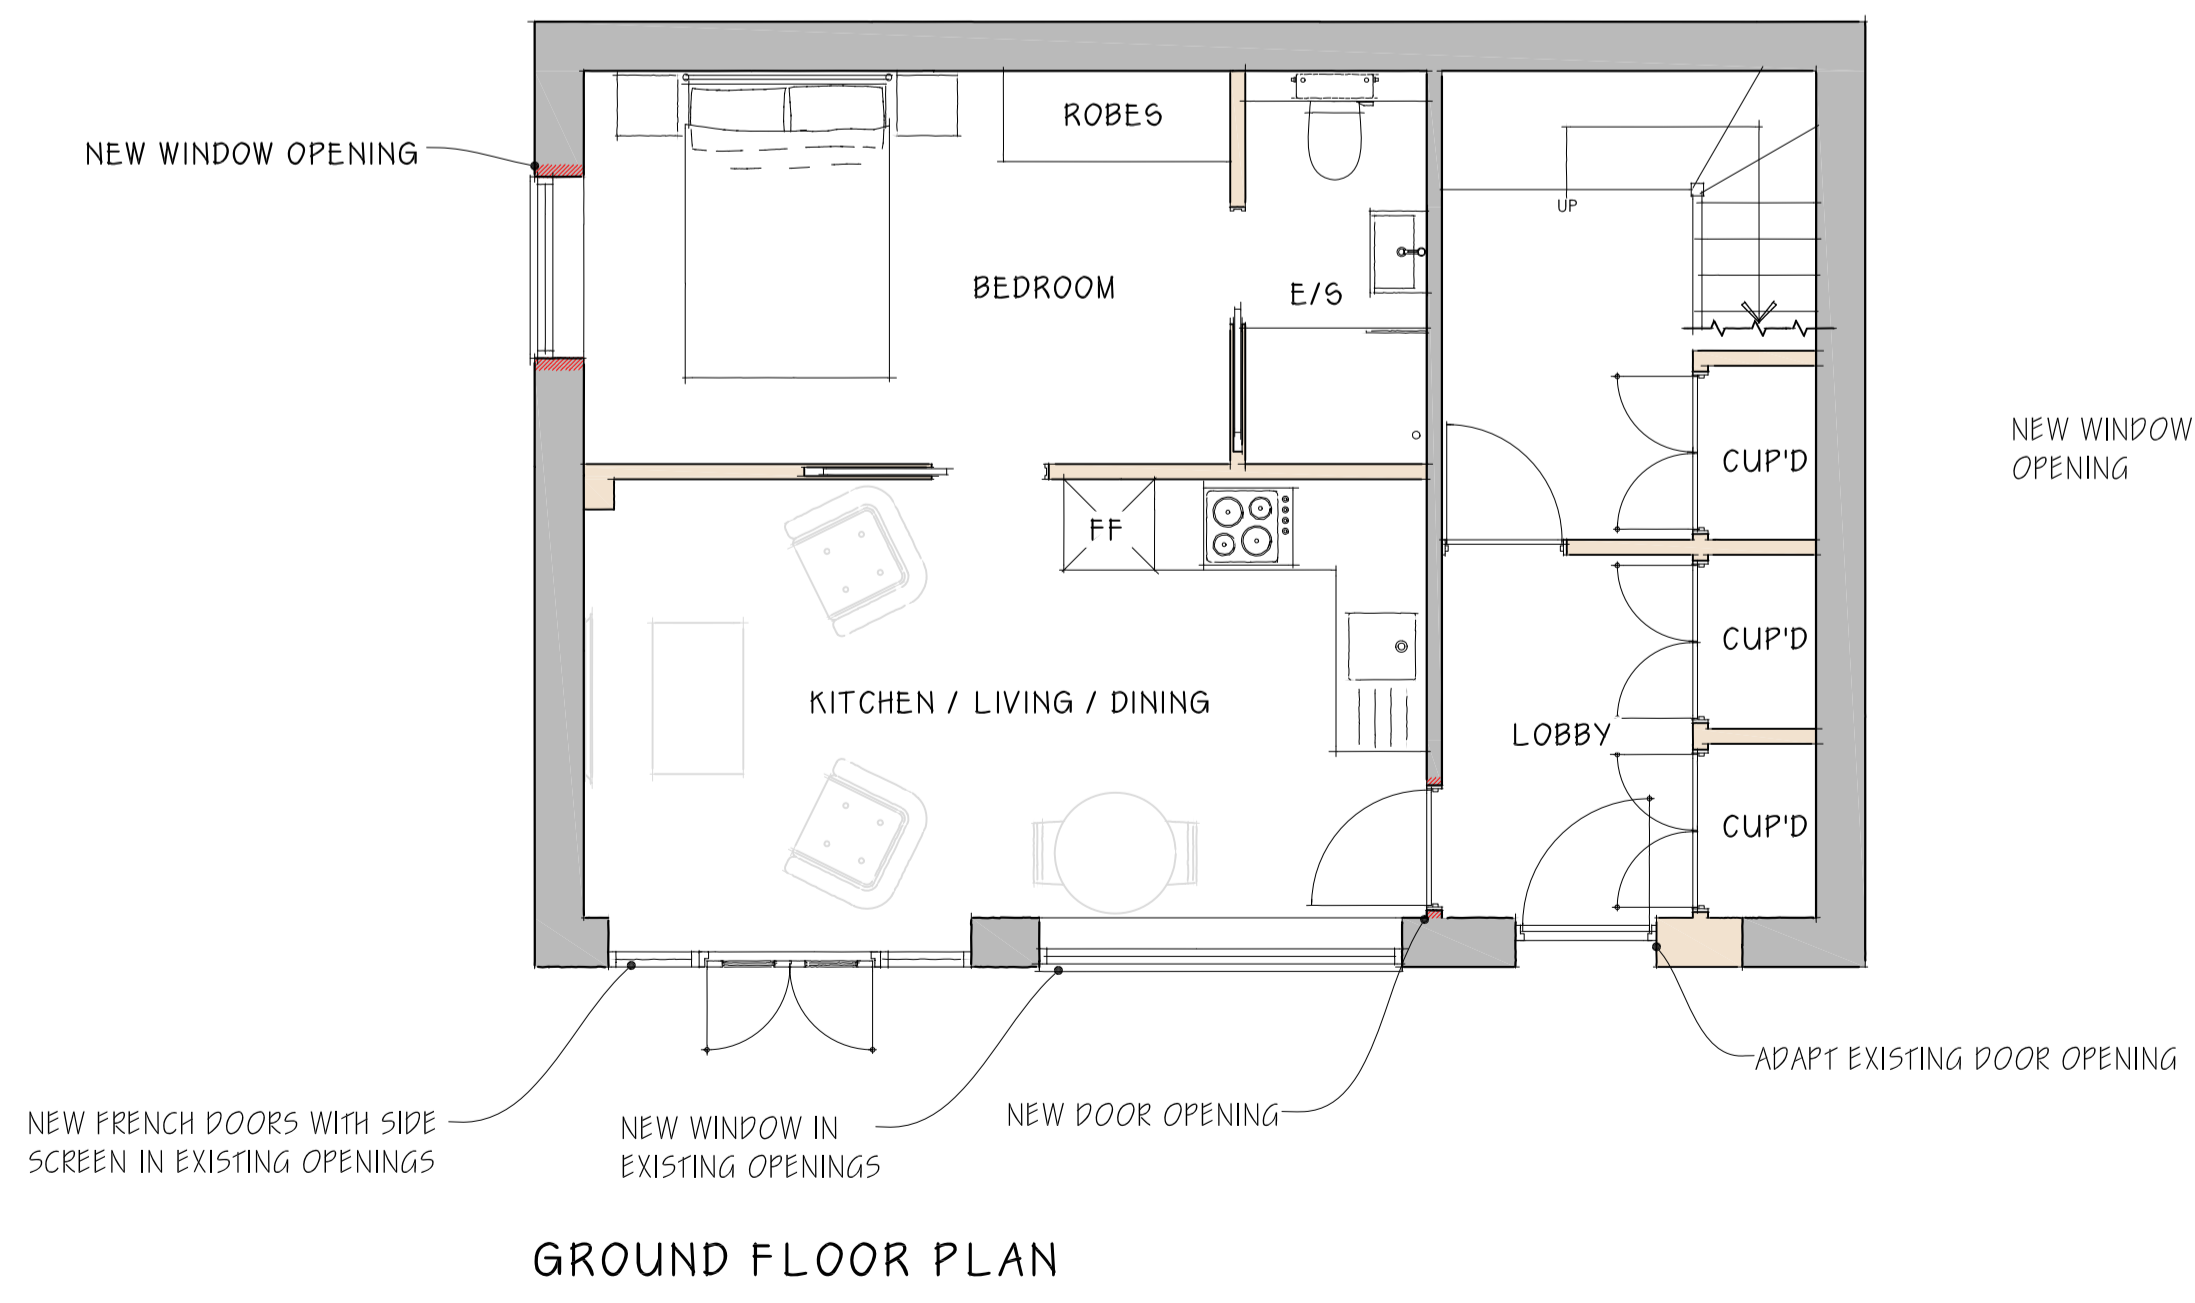 ROBES
NEW WINDOW OPENING
UP
BEDROOM
E/S
NEW WINDOW
OPENING
CUP'D
FF
CUP'D
KITCHEN / LIVING / DINING
LOBBY
CUP'D
ADAPT EXISTING DOOR OPENING
NEW FRENCH DOORS WITH SIDE
SCREEN IN EXISTING OPENINGS
NEW WINDOW IN
EXISTING OPENINGS
NEW DOOR OPENING
GROUND FLOOR PLAN